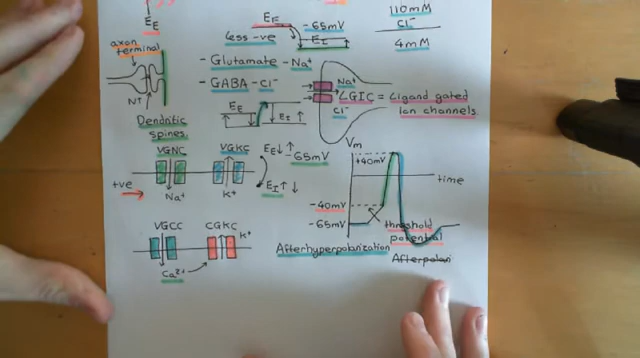 E_E
E_E
-65mV
less -ve
E_I
110mM
Cl⁻
4mM
axon
terminal
NT
- Glutamate - Na⁺
- GABA - Cl⁻
Na⁺
LGIC = Ligand gated
ion channels
Cl⁻
E_E
E_I ↑
Dendritic
spines.
VGNC
VGKC
E_E↓ ↑
-65mV
E_I ↑ ↓
+ve
Na⁺
K⁺
Vm
+40mV
time
-40mV
-65mV
threshold
potential
VGCC
CGKC
K⁺
Ca²⁺
Afterhyperpolarization
Afterpolari